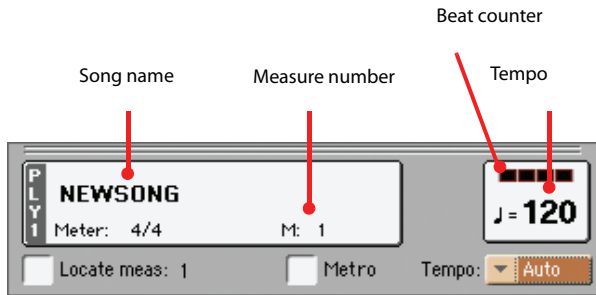 Beat counter
Song name Measure number Tempo
PLY1
NEWSONG
Meter: 4/4 M: 1
♩ = 120
Locate meas: 1 Metro Tempo: Auto